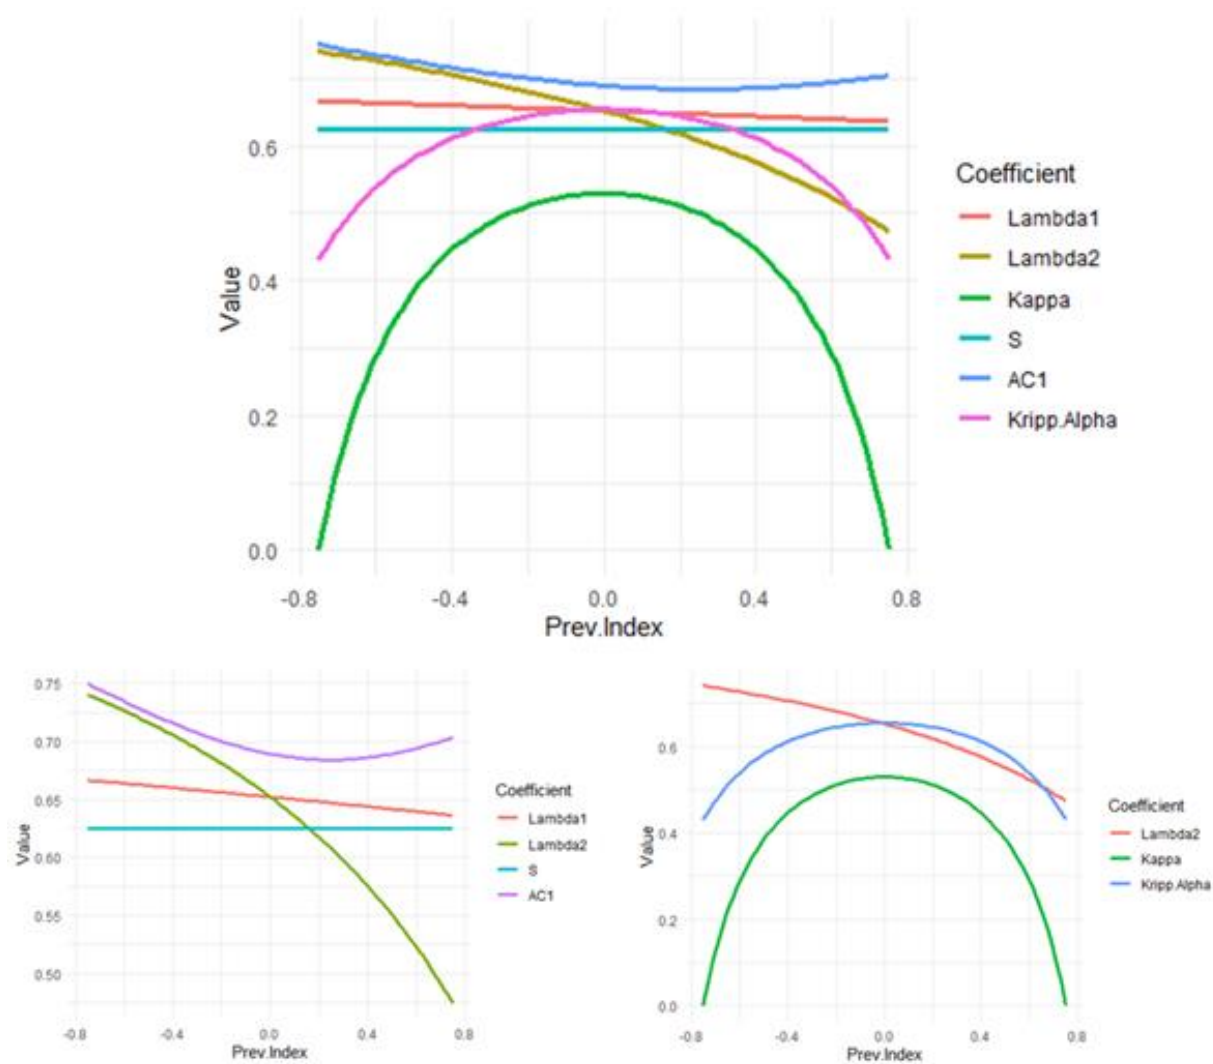 Value
0.6
0.4
0.2
0.0
-0.8
-0.4
0.0
0.4
0.8
Prev.Index
Coefficient
Lambda1
Lambda2
Kappa
S
AC1
Kripp.Alpha
Value
0.75
0.70
0.65
0.60
0.55
0.50
-0.8
-0.4
0.0
0.4
0.8
Prev.Index
Coefficient
Lambda1
Lambda2
S
AC1
Value
0.6
0.4
0.2
0.0
-0.8
-0.4
0.0
0.4
0.8
Prev.Index
Coefficient
Lambda2
Kappa
Kripp.Alpha